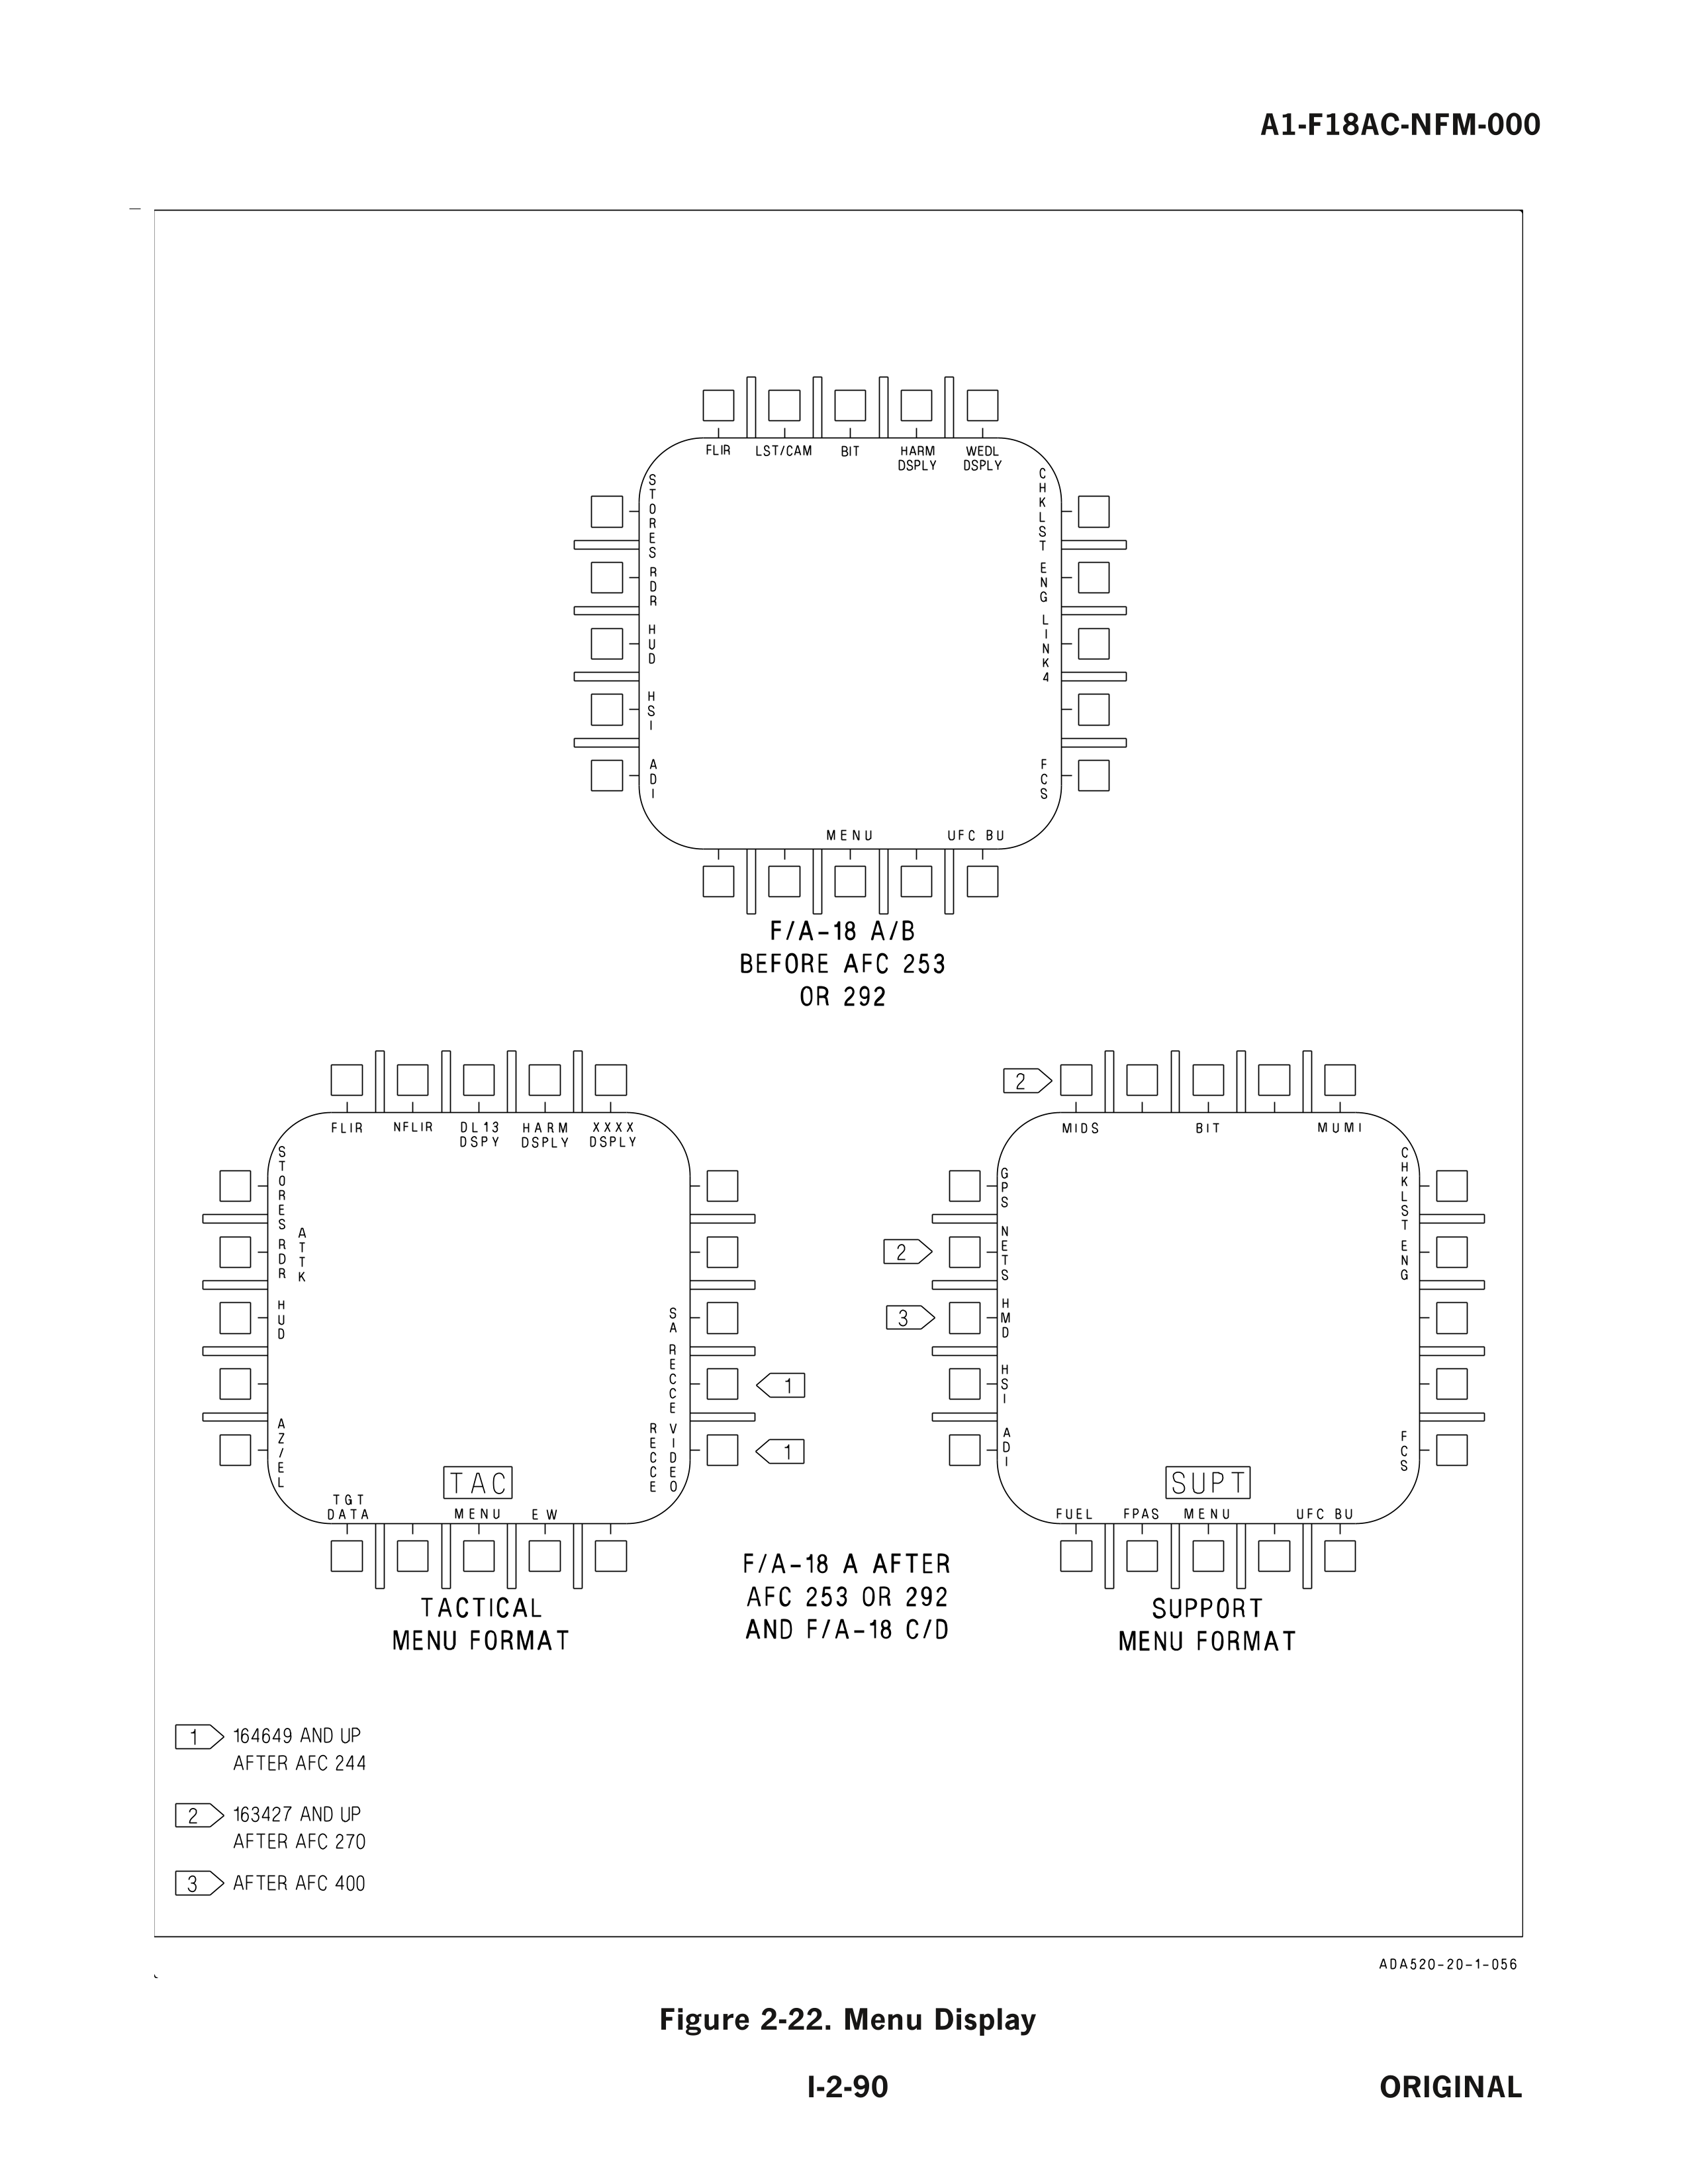 A1-F18AC-NFM-000
FLIR
LST/CAM
BIT
HARM
DSPLY
WEDL
DSPLY
STORES
RDR
HUD
HSI
ADI
CHKLST
ENG
LINK4
FCS
MENU
UFC BU
F/A-18 A/B
BEFORE AFC 253
OR 292
FLIR
NFLIR
DL13
DSPY
HARM
DSPLY
XXXX
DSPLY
STORES
RDR
ATTK
HUD
AZ/EL
SA
RECCE
VIDEO
RECCE
1
1
TAC
TGT
DATA
MENU
EW
TACTICAL
MENU FORMAT
F/A-18 A AFTER
AFC 253 OR 292
AND F/A-18 C/D
2
MIDS
BIT
MUMI
GPS
2
NETS
3
HMD
HSI
ADI
CHKLST
ENG
FCS
SUPT
FUEL
FPAS
MENU
UFC BU
SUPPORT
MENU FORMAT
1 164649 AND UP
AFTER AFC 244
2 163427 AND UP
AFTER AFC 270
3 AFTER AFC 400
ADA520-20-1-056
Figure 2-22. Menu Display
I-2-90
ORIGINAL